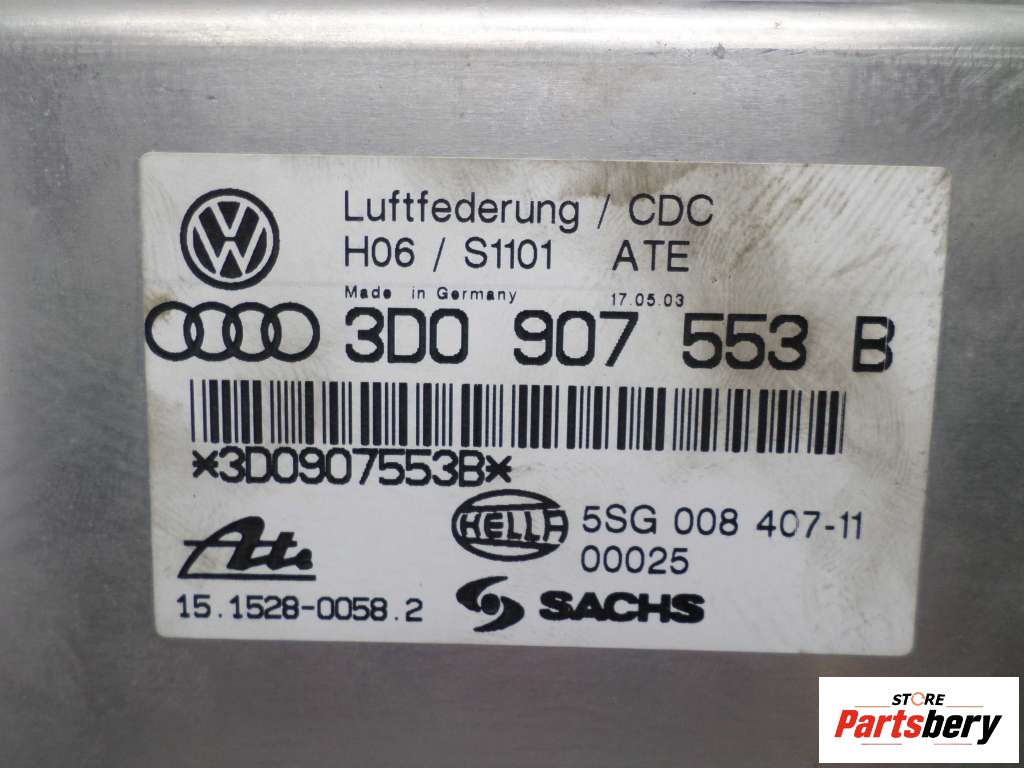 Luftfederung / CDC
H06 / S1101 ATE
Made in Germany 17.05.03
3D0 907 553 B
*3D0907553B*
HELLA 5SG 008 407-11
00025
Ate
15.1528-0058.2
SACHS
STORE
Partsbery